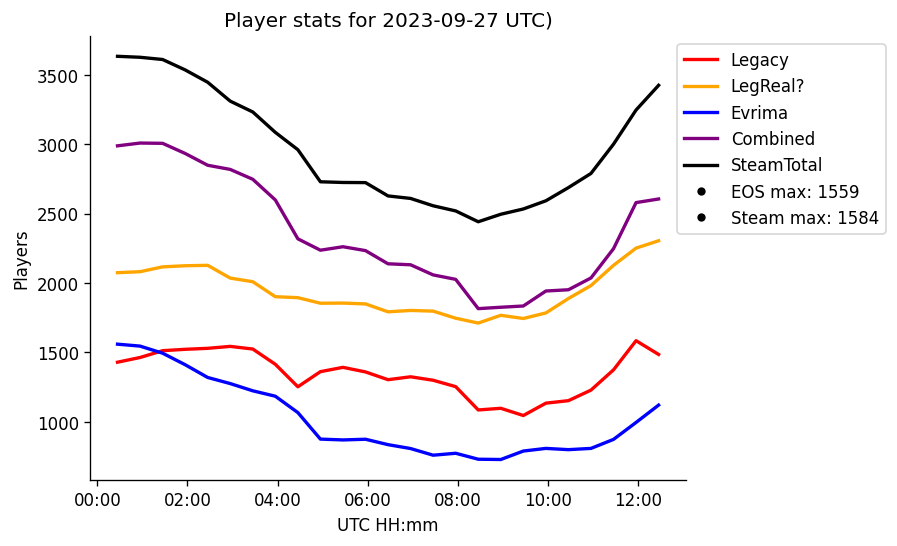 Player stats for 2023-09-27 UTC)
Legacy
LegReal?
Evrima
Combined
SteamTotal
EOS max: 1559
Steam max: 1584
Players
3500
3000
2500
2000
1500
1000
00:00 02:00 04:00 06:00 08:00 10:00 12:00
UTC HH:mm